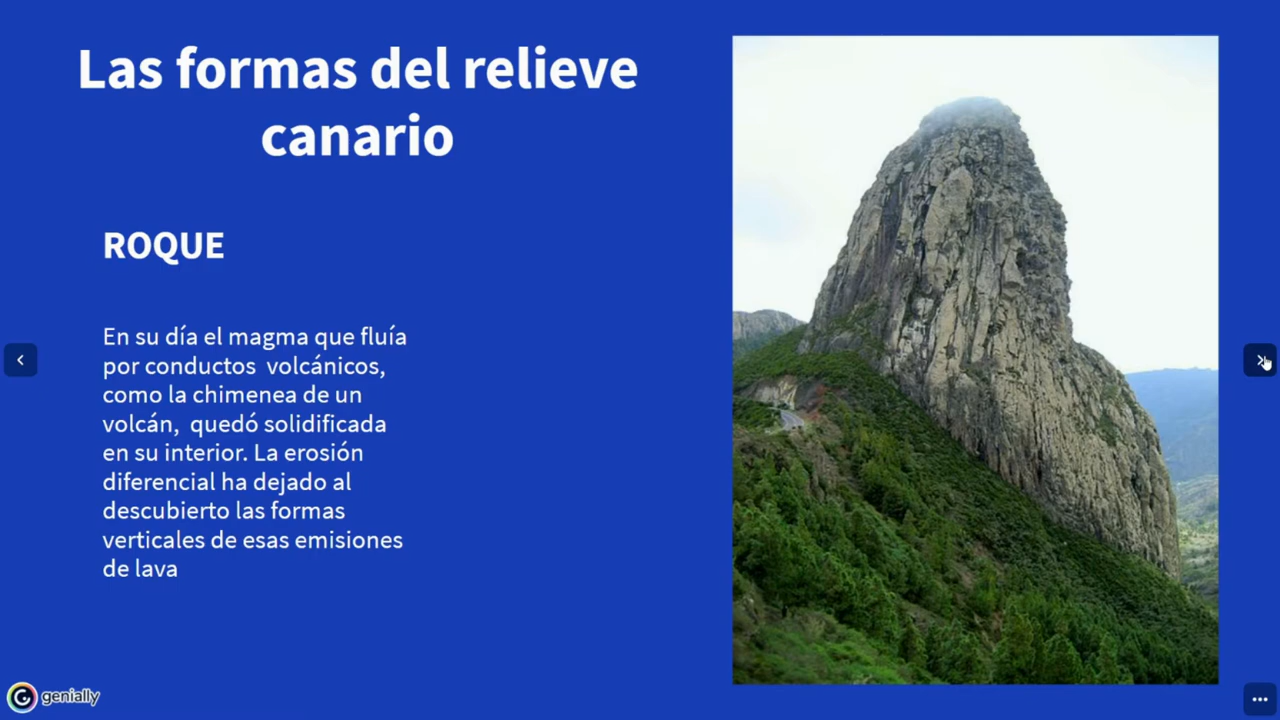 Las formas del relieve
canario
ROQUE
En su día el magma que fluía
por conductos volcánicos,
como la chimenea de un
volcán, quedó solidificada
en su interior. La erosión
diferencial ha dejado al
descubierto las formas
verticales de esas emisiones
de lava
genially